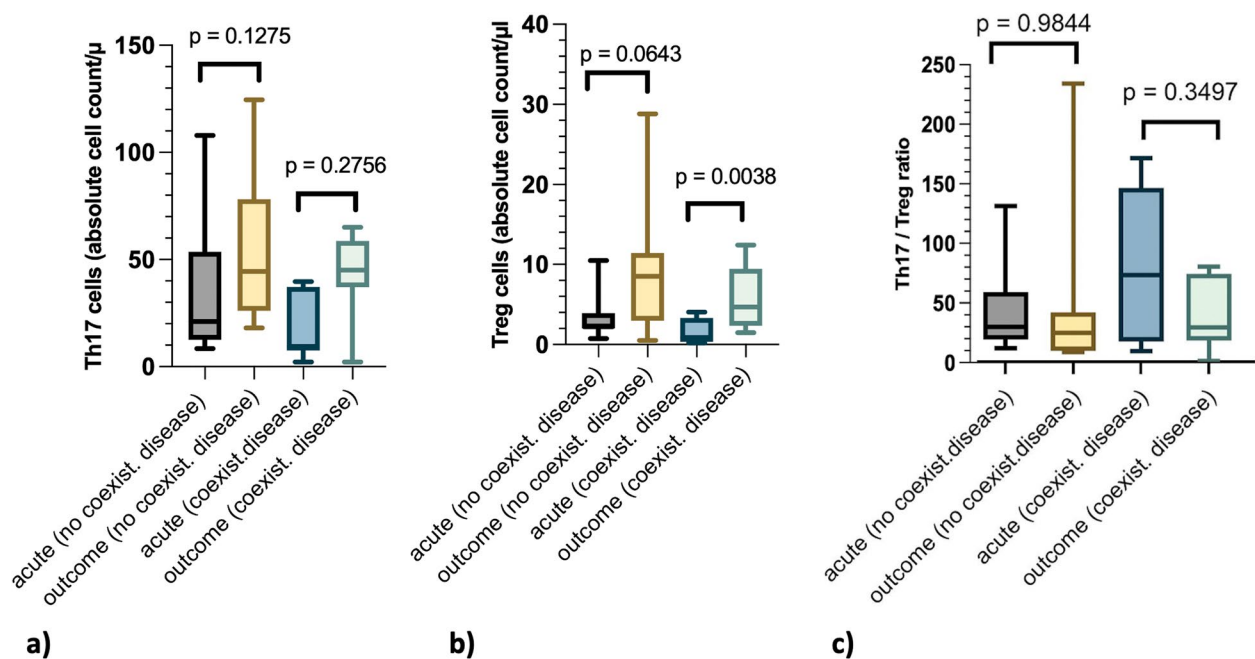 p = 0.1275
150
100
50
0
Th17 cells (absolute cell count/μ
p = 0.2756
acute (no coexist. disease)
outcome (no coexist. disease)
acute (coexist.disease)
outcome (coexist. disease)
a)
p = 0.0643
40
30
20
10
0
Treg cells (absolute cell count/μl
p = 0.0038
acute (no coexist. disease)
outcome (no coexist. disease)
acute (coexist. disease)
outcome (coexist. disease)
b)
p = 0.9844
250
200
150
100
50
0
Th17 / Treg ratio
p = 0.3497
acute (no coexist.disease)
outcome (no coexist.disease)
acute (coexist. disease)
outcome (coexist. disease)
c)